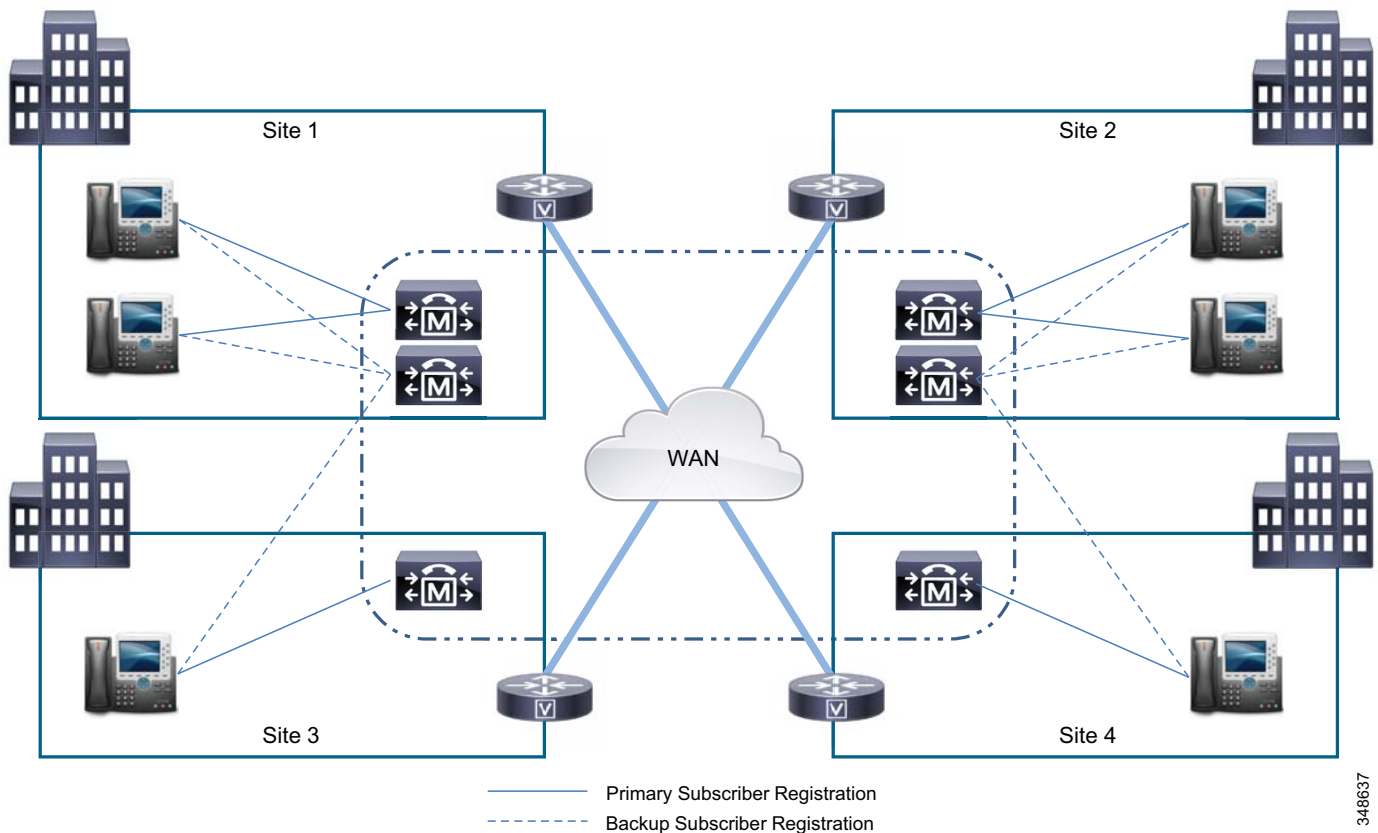 Site 1
Site 2
V
V
M
M
M
M
WAN
M
M
V
V
Site 3
Site 4
Primary Subscriber Registration
Backup Subscriber Registration
348637